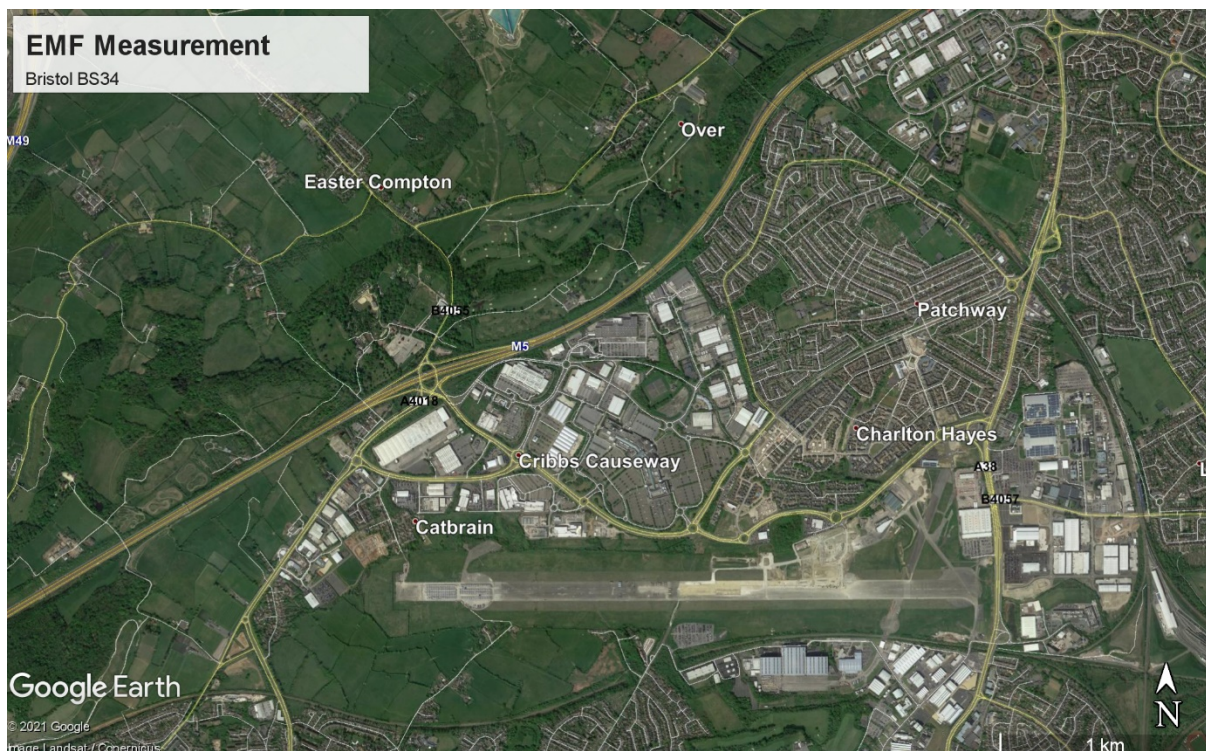 EMF Measurement
Bristol BS34
M49
Over
Easter Compton
B4055
Patchway
M5
A4018
Charlton Hayes
Cribbs Causeway
A38
B4057
Catbrain
Google Earth
© 2021 Google
Image Landsat / Copernicus
N
1 km